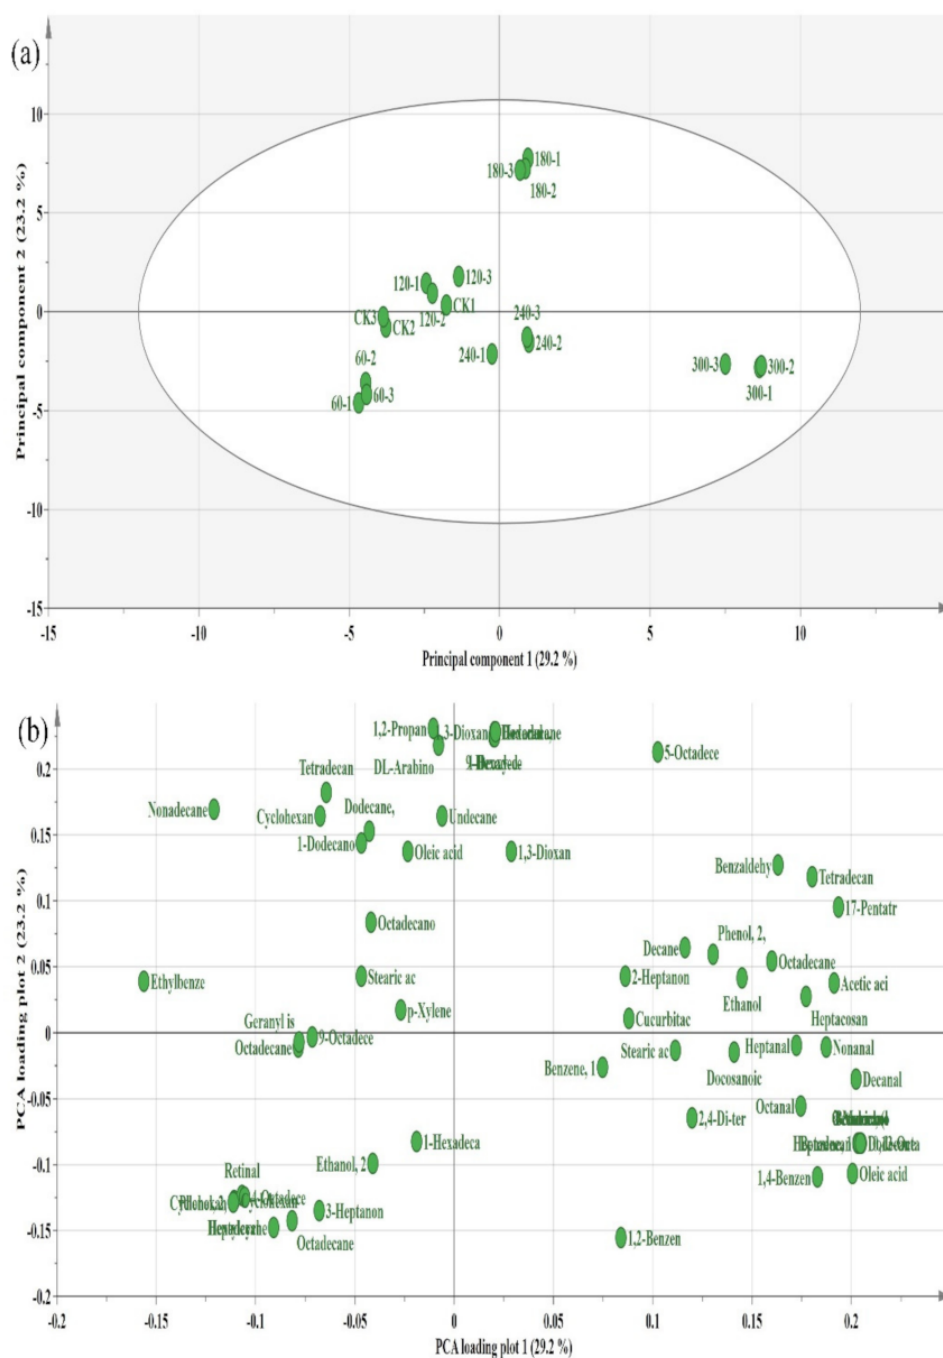 (a)
10
5
0
-5
-10
-15
180-1
180-3
180-2
120-1
120-3
CK1
CK3
120-2
CK2
240-3
240-1
240-2
60-2
60-1
60-3
300-3
300-2
300-1
-15
-10
-5
0
5
10
Principal component 1 (29.2 %)
Principal component 2 (23.2 %)
(b)
0.2
0.15
0.1
0.05
0
-0.05
-0.1
-0.15
-0.2
1,2-Propan
DL-Arabino
5-Octadece
Tetradecan
Nonadecane
Cyclohexan
Dodecane,
Undecane
1-Dodecano
Oleic acid
1,3-Dioxan
Benzaldehy
Tetradecan
17-Pentatr
Octadecano
Decane
Phenol, 2,
Stearic ac
2-Heptanon
Octadecane
Ethylbenze
Ethanol
Acetic aci
p-Xylene
Cucurbitac
Heptacosan
Geranyl is
9-Octadece
Octadecane
Stearic ac
Heptanal
Nonanal
Benzene, 1
Docosanoic
Decanal
Octanal
2,4-Di-ter
1-Hexadeca
Ethanol, 2
1,4-Benzen
Oleic acid
Retinal
3-Heptanon
Octadecane
1,2-Benzen
-0.2
-0.15
-0.1
-0.05
0
0.05
0.1
0.15
0.2
PCA loading plot 1 (29.2 %)
PCA loading plot 2 (23.2 %)